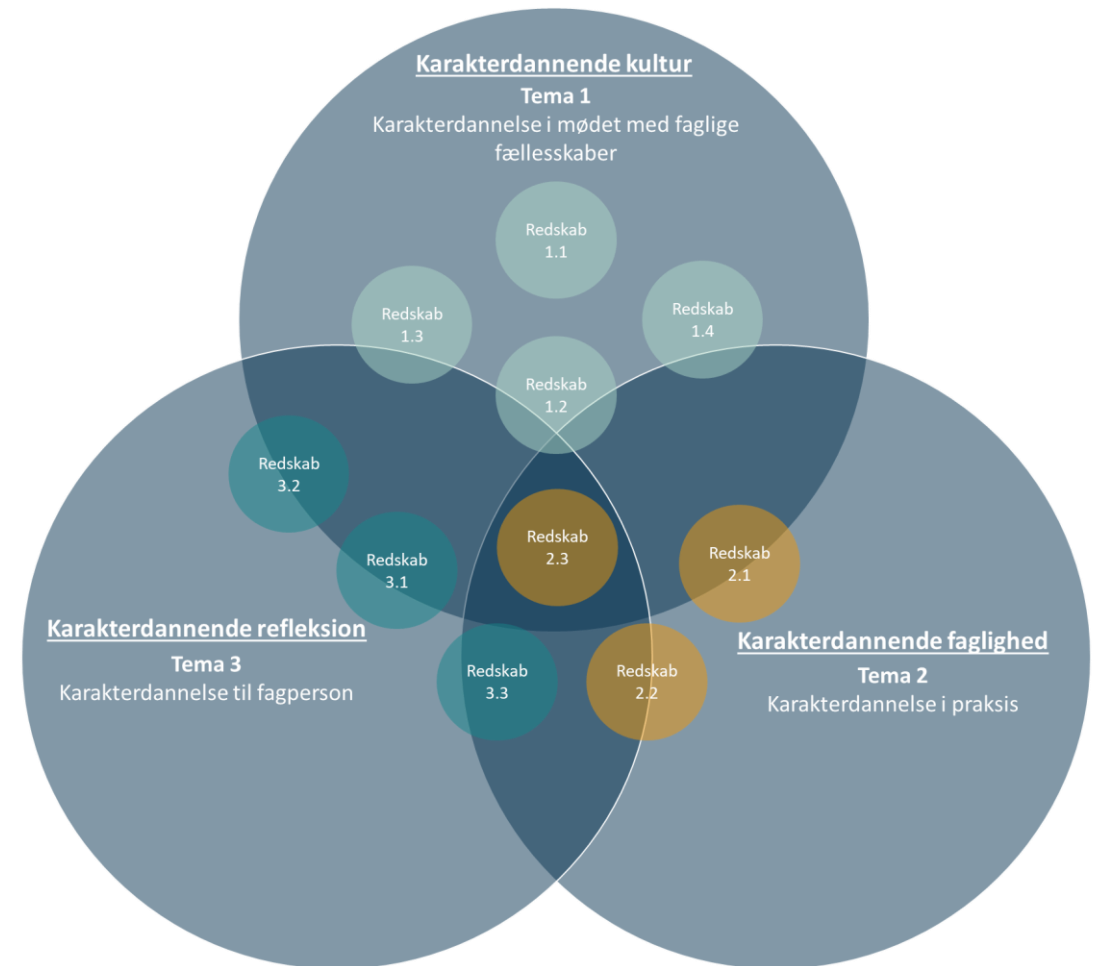 Karakterdannende kultur
Tema 1
Karakterdannelse i mødet med faglige
fællesskaber
Redskab
1.1
Redskab
1.3
Redskab
1.4
Redskab
1.2
Redskab
3.2
Redskab
3.1
Redskab
2.3
Redskab
2.1
Karakterdannende refleksion
Tema 3
Karakterdannelse til fagperson
Redskab
3.3
Redskab
2.2
Karakterdannende faglighed
Tema 2
Karakterdannelse i praksis